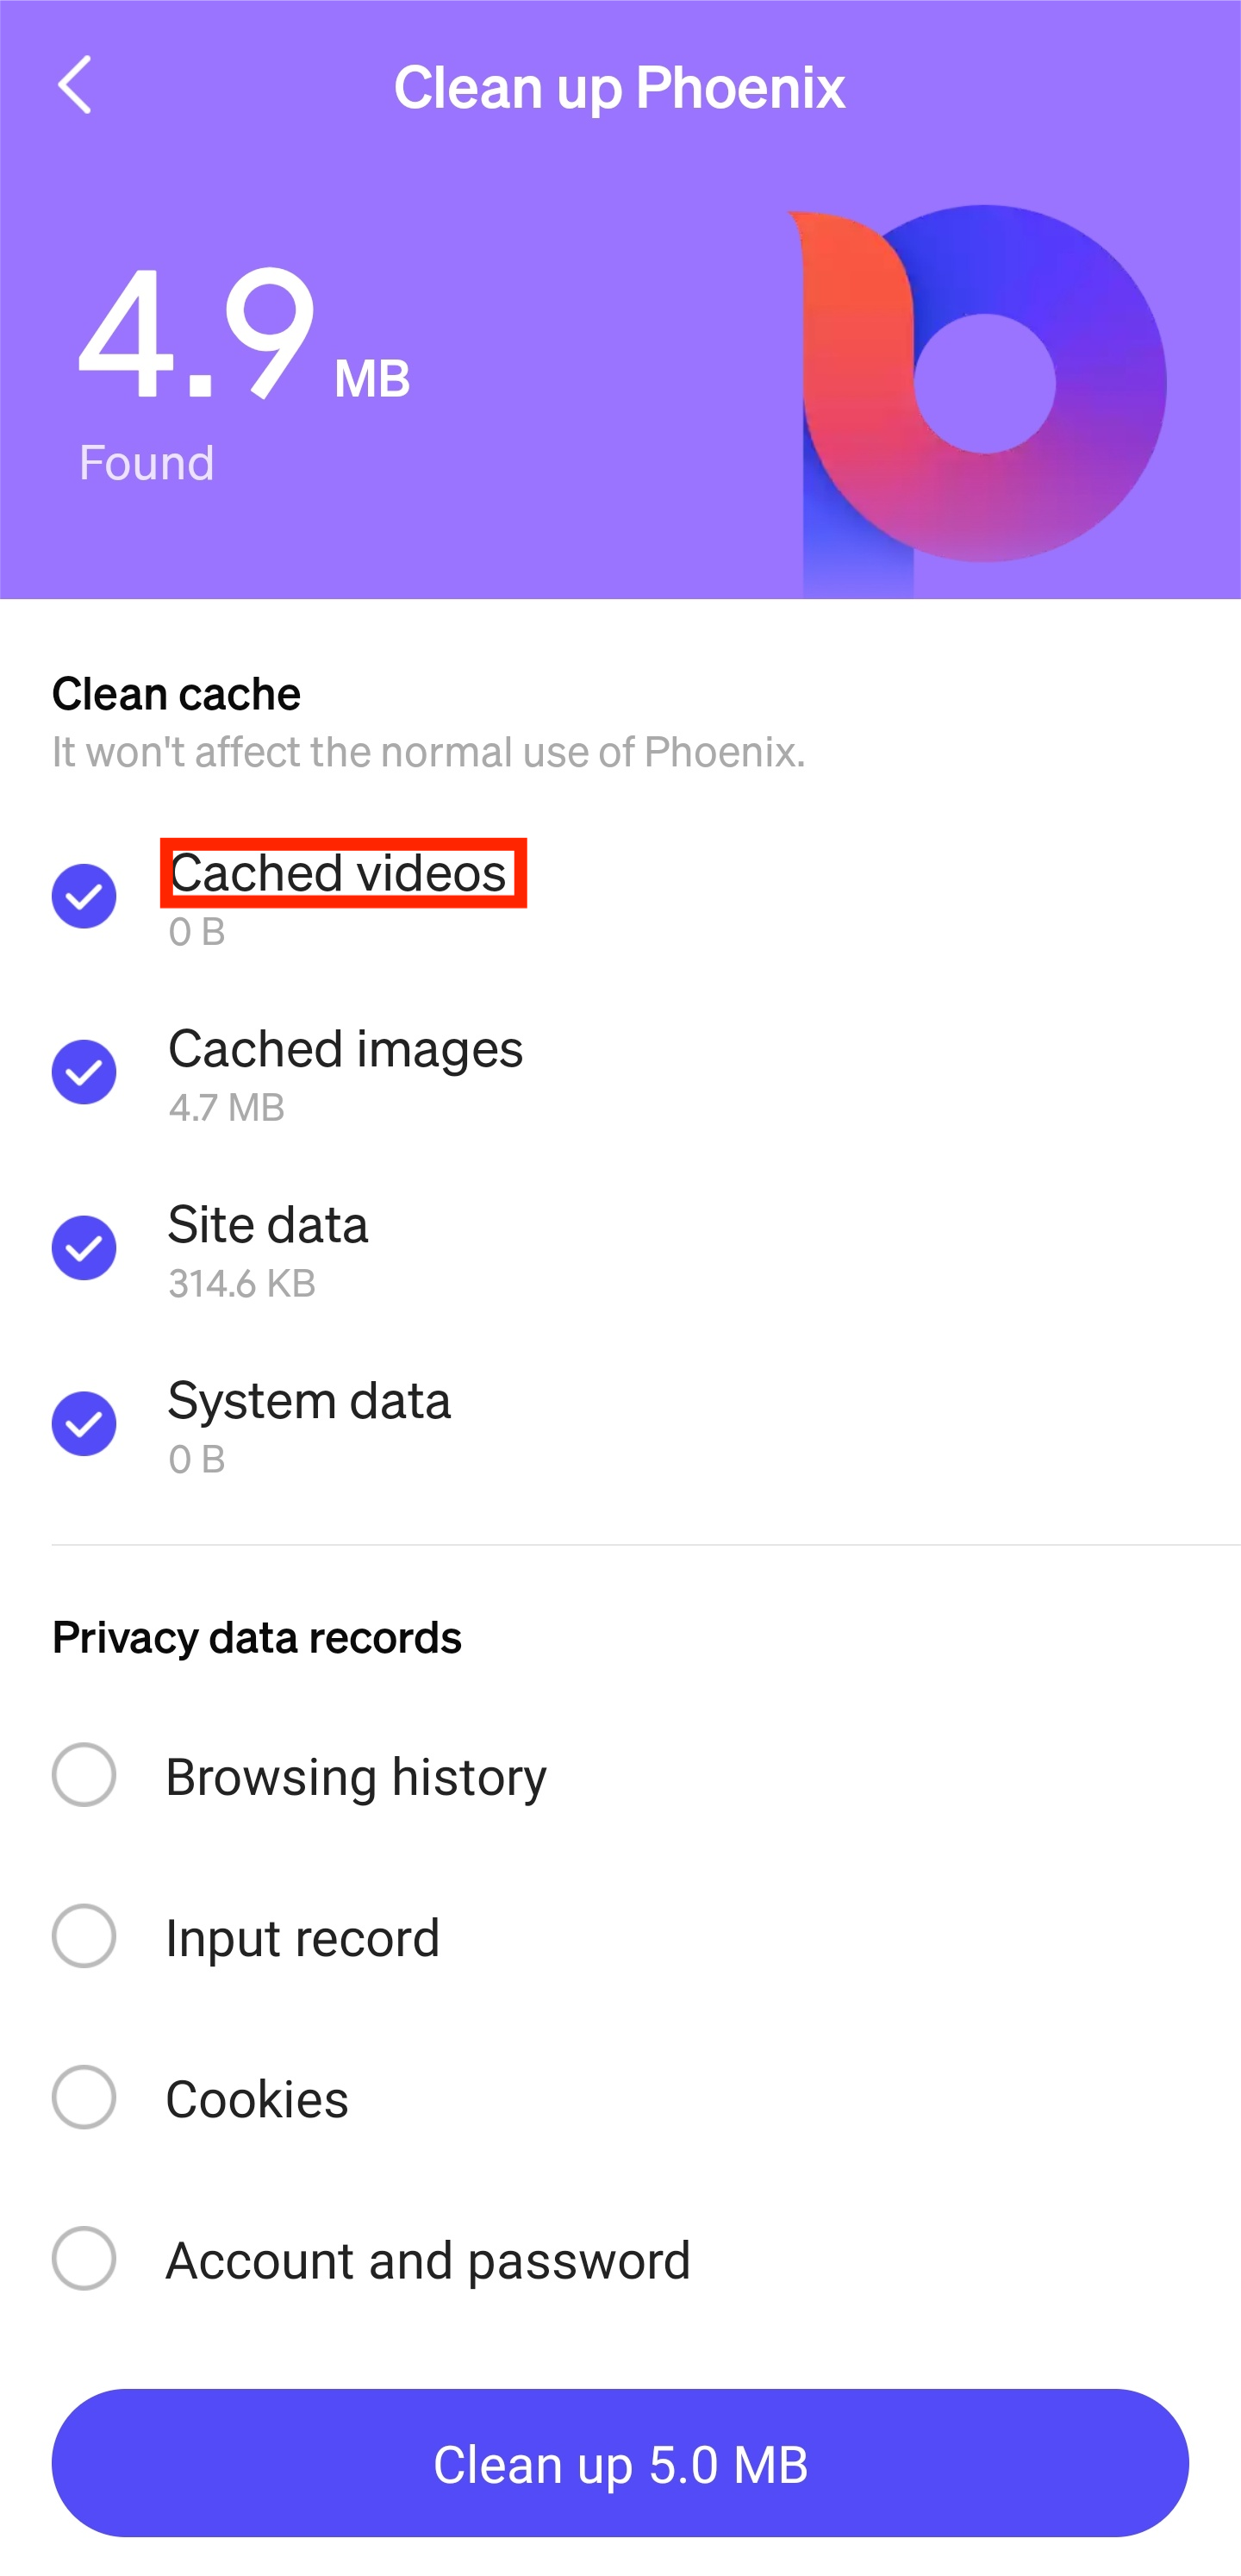 Clean up Phoenix
4.9 MB
Found
Clean cache
It won't affect the normal use of Phoenix.
Cached videos
0 B
Cached images
4.7 MB
Site data
314.6 KB
System data
0 B
Privacy data records
Browsing history
Input record
Cookies
Account and password
Clean up 5.0 MB